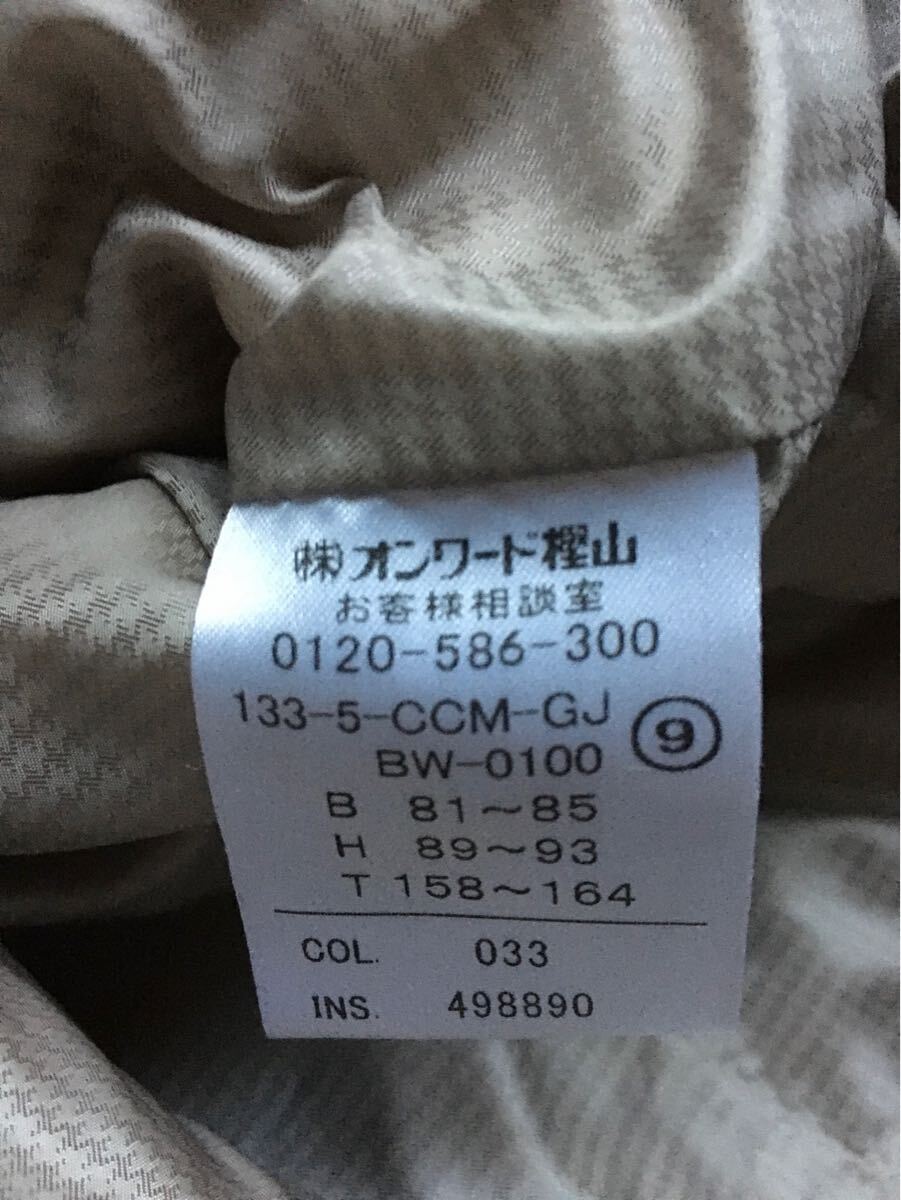 (株)オンワード樫山
お客様相談室
0120-586-300
133-5-CCM-GJ
BW-0100 ⑨
B 81~85
H 89~93
T 158~164
COL. 033
INS. 498890